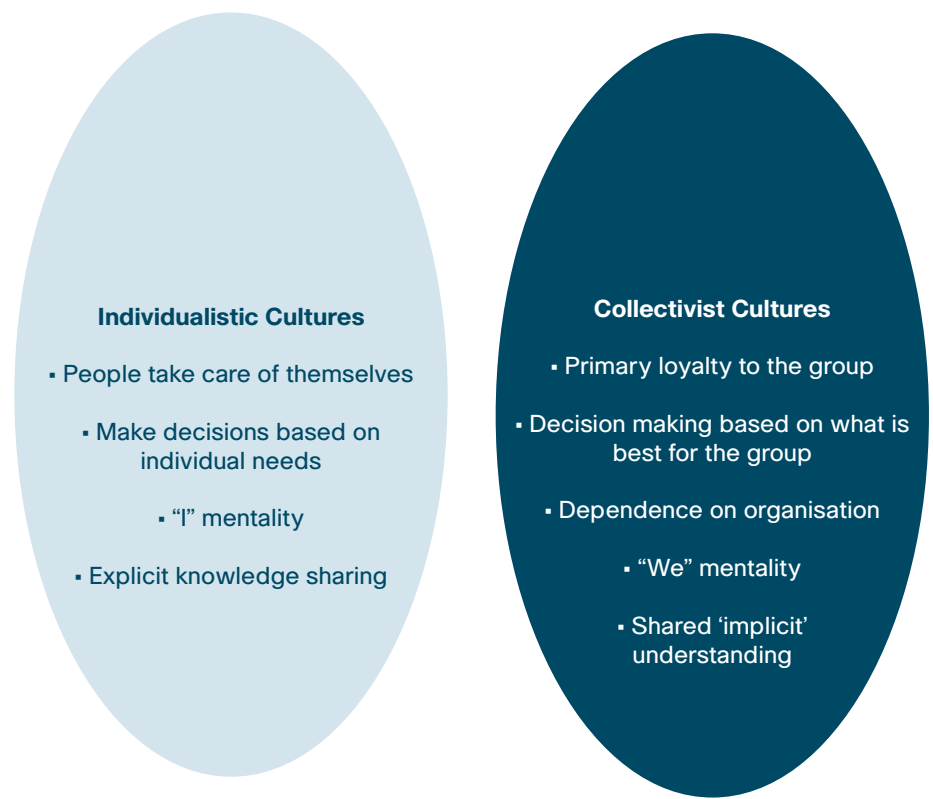 Individualistic Cultures
▪ People take care of themselves
▪ Make decisions based on
individual needs
▪ “I” mentality
▪ Explicit knowledge sharing
Collectivist Cultures
▪ Primary loyalty to the group
▪ Decision making based on what is
best for the group
▪ Dependence on organisation
▪ “We” mentality
▪ Shared ‘implicit’
understanding